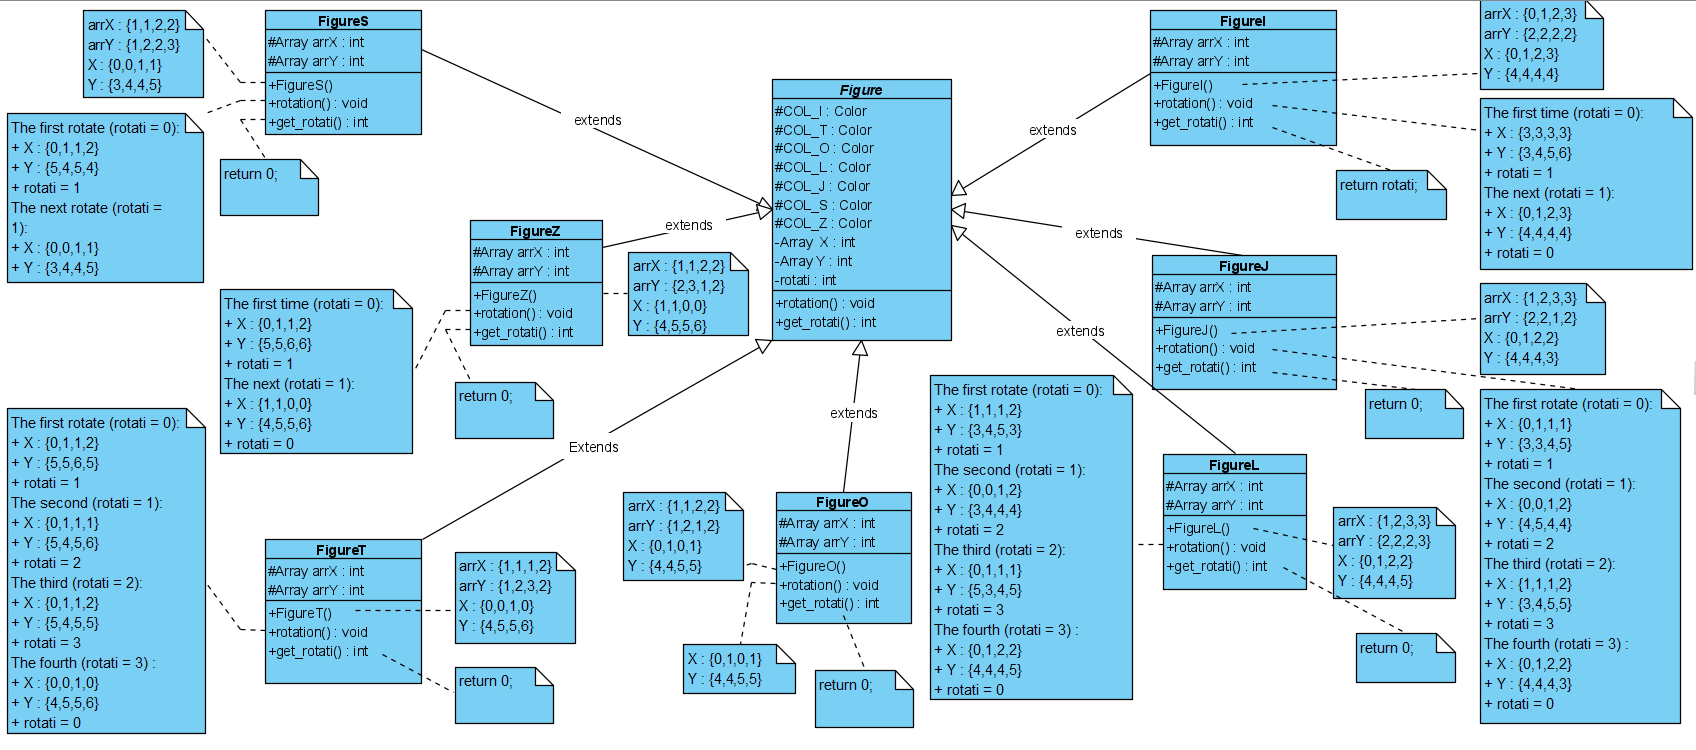 arrX : {1,1,2,2}
arrY : {1,2,2,3}
X : {0,0,1,1}
Y : {3,4,4,5}
FigureS
#Array arrX : int
#Array arrY : int
+FigureS()
+rotation() : void
+get_rotati() : int
The first rotate (rotati = 0):
+ X : {0,1,1,2}
+ Y : {5,4,5,4}
+ rotati = 1
The next rotate (rotati =
1):
+ X : {0,0,1,1}
+ Y : {3,4,4,5}
return 0;
extends
Figure
#COL_I : Color
#COL_T : Color
#COL_O : Color
#COL_L : Color
#COL_J : Color
#COL_S : Color
#COL_Z : Color
-Array X : int
-Array Y : int
-rotati : int
+rotation() : void
+get_rotati() : int
extends
FigureI
#Array arrX : int
#Array arrY : int
+FigureI()
+rotation() : void
+get_rotati() : int
arrX : {0,1,2,3}
arrY : {2,2,2,2}
X : {0,1,2,3}
Y : {4,4,4,4}
The first time (rotati = 0):
+ X : {3,3,3,3}
+ Y : {3,4,5,6}
+ rotati = 1
The next (rotati = 1):
+ X : {0,1,2,3}
+ Y : {4,4,4,4}
+ rotati = 0
return rotati;
extends
FigureZ
#Array arrX : int
#Array arrY : int
+FigureZ()
+rotation() : void
+get_rotati() : int
arrX : {1,1,2,2}
arrY : {2,3,1,2}
X : {1,1,0,0}
Y : {4,5,5,6}
The first time (rotati = 0):
+ X : {0,1,1,2}
+ Y : {5,5,6,6}
+ rotati = 1
The next (rotati = 1):
+ X : {1,1,0,0}
+ Y : {4,5,5,6}
+ rotati = 0
return 0;
extends
FigureJ
#Array arrX : int
#Array arrY : int
+FigureJ()
+rotation() : void
+get_rotati() : int
arrX : {1,2,3,3}
arrY : {2,2,1,2}
X : {0,1,2,2}
Y : {4,4,4,3}
return 0;
The first rotate (rotati = 0):
+ X : {0,1,1,1}
+ Y : {3,3,4,5}
+ rotati = 1
The second (rotati = 1):
+ X : {0,0,1,2}
+ Y : {4,5,4,4}
+ rotati = 2
The third (rotati = 2):
+ X : {1,1,1,2}
+ Y : {3,4,5,5}
+ rotati = 3
The fourth (rotati = 3) :
+ X : {0,1,2,2}
+ Y : {4,4,4,3}
+ rotati = 0
extends
The first rotate (rotati = 0):
+ X : {1,1,1,2}
+ Y : {3,4,5,3}
+ rotati = 1
The second (rotati = 1):
+ X : {0,0,1,2}
+ Y : {3,4,4,4}
+ rotati = 2
The third (rotati = 2):
+ X : {0,1,1,1}
+ Y : {5,3,4,5}
+ rotati = 3
The fourth (rotati = 3) :
+ X : {0,1,2,2}
+ Y : {4,4,4,5}
+ rotati = 0
FigureL
#Array arrX : int
#Array arrY : int
+FigureL()
+rotation() : void
+get_rotati() : int
arrX : {1,2,3,3}
arrY : {2,2,2,3}
X : {0,1,2,2}
Y : {4,4,4,5}
return 0;
Extends
The first rotate (rotati = 0):
+ X : {0,1,1,2}
+ Y : {5,5,6,5}
+ rotati = 1
The second (rotati = 1):
+ X : {0,1,1,1}
+ Y : {5,4,5,6}
+ rotati = 2
The third (rotati = 2):
+ X : {0,1,1,2}
+ Y : {5,4,5,5}
+ rotati = 3
The fourth (rotati = 3) :
+ X : {0,0,1,0}
+ Y : {4,5,5,6}
+ rotati = 0
FigureT
#Array arrX : int
#Array arrY : int
+FigureT()
+rotation() : void
+get_rotati() : int
arrX : {1,1,1,2}
arrY : {1,2,3,2}
X : {0,0,1,0}
Y : {4,5,5,6}
return 0;
extends
arrX : {1,1,2,2}
arrY : {1,2,1,2}
X : {0,1,0,1}
Y : {4,4,5,5}
FigureO
#Array arrX : int
#Array arrY : int
+FigureO()
+rotation() : void
+get_rotati() : int
X : {0,1,0,1}
Y : {4,4,5,5}
return 0;